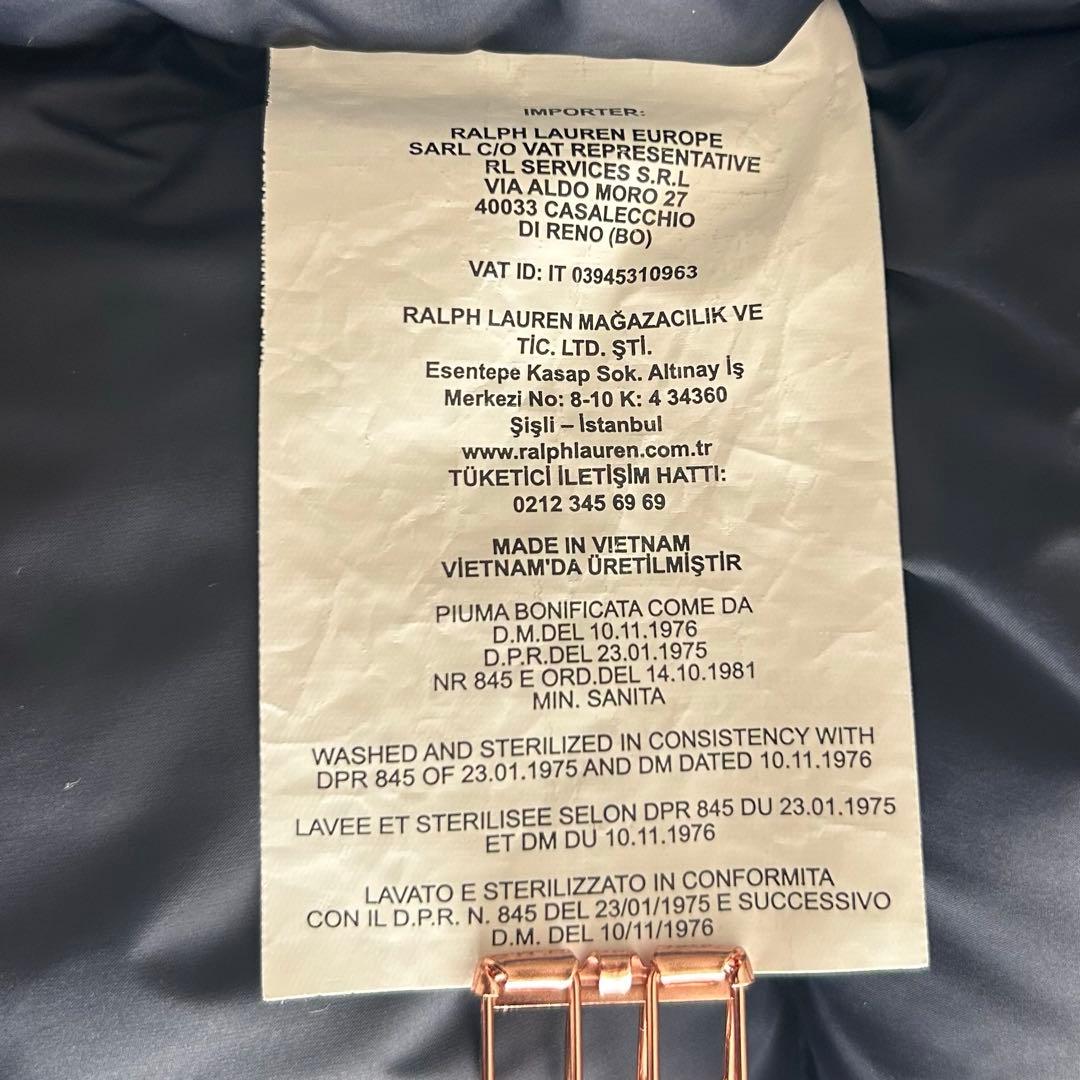 IMPORTER:
RALPH LAUREN EUROPE
SARL C/O VAT REPRESENTATIVE
RL SERVICES S.R.L
VIA ALDO MORO 27
40033 CASALECCHIO
DI RENO (BO)
VAT ID: IT 03945310963
RALPH LAUREN MAĞAZACILIK VE
TİC. LTD. ŞTİ.
Esentepe Kasap Sok. Altınay İş
Merkezi No: 8-10 K: 4 34360
Şişli – İstanbul
www.ralphlauren.com.tr
TÜKETİCİ İLETİŞİM HATTI:
0212 345 69 69
MADE IN VIETNAM
VİETNAM'DA ÜRETİLMİŞTİR
PIUMA BONIFICATA COME DA
D.M.DEL 10.11.1976
D.P.R.DEL 23.01.1975
NR 845 E ORD.DEL 14.10.1981
MIN. SANITA
WASHED AND STERILIZED IN CONSISTENCY WITH
DPR 845 OF 23.01.1975 AND DM DATED 10.11.1976
LAVEE ET STERILISEE SELON DPR 845 DU 23.01.1975
ET DM DU 10.11.1976
LAVATO E STERILIZZATO IN CONFORMITA
CON IL D.P.R. N. 845 DEL 23/01/1975 E SUCCESSIVO
D.M. DEL 10/11/1976